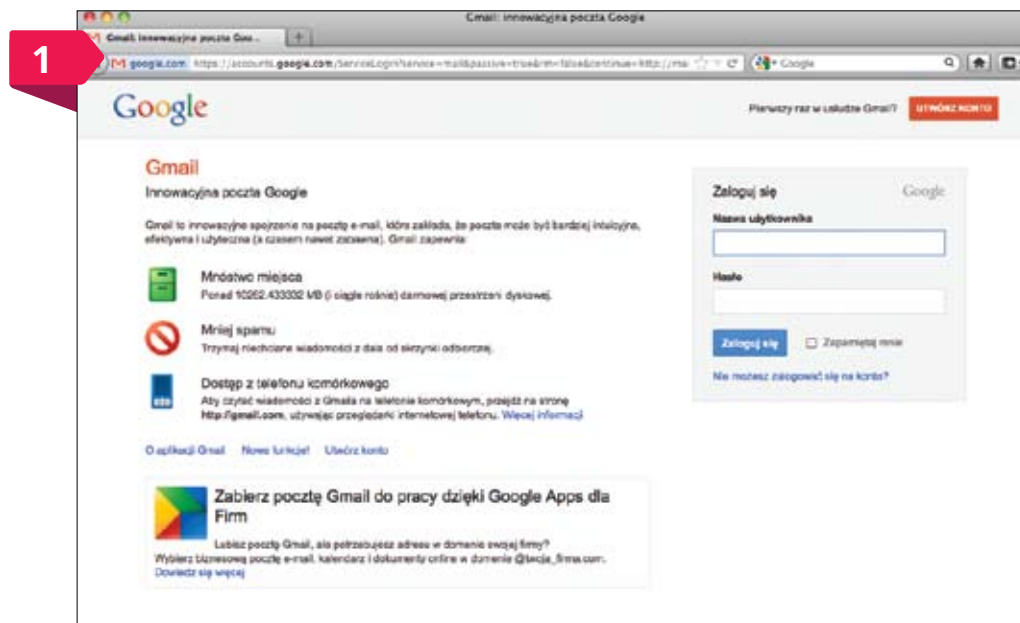 Gmail: innowacyjna poczta Google
Gmail: innowacyjna poczta Goo...
1
google.com https://accounts.google.com/ServiceLogin?service=mail&passive=true&rm=false&continue=http://mai
Google
Google
Pierwszy raz w usłudze Gmail? UTWÓRZ KONTO
Gmail
Innowacyjna poczta Google
Gmail to innowacyjne spojrzenie na pocztę e-mail, która zakłada, że poczta może być bardziej intuicyjna,
efektywna i użyteczna (a czasem nawet zabawna). Gmail zapewnia:
Mnóstwo miejsca
Ponad 10262.433332 MB (i ciągle rośnie) darmowej przestrzeni dyskowej.
Mniej spamu
Trzymaj niechciane wiadomości z dala od skrzynki odbiorczej.
Dostęp z telefonu komórkowego
Aby czytać wiadomości z Gmaila na telefonie komórkowym, przejdź na stronę
http://gmail.com, używając przeglądarki internetowej telefonu. Więcej informacji
O aplikacji Gmail Nowe funkcje! Utwórz konto
Zabierz pocztę Gmail do pracy dzięki Google Apps dla
Firm
Lubisz pocztę Gmail, ale potrzebujesz adresu w domenie swojej firmy?
Wybierz biznesową pocztę e-mail, kalendarz i dokumenty online w domenie @twoja_firma.com.
Dowiedz się więcej
Zaloguj się Google
Nazwa użytkownika
Hasło
Zaloguj się Zapamiętaj mnie
Nie możesz zalogować się na konto?